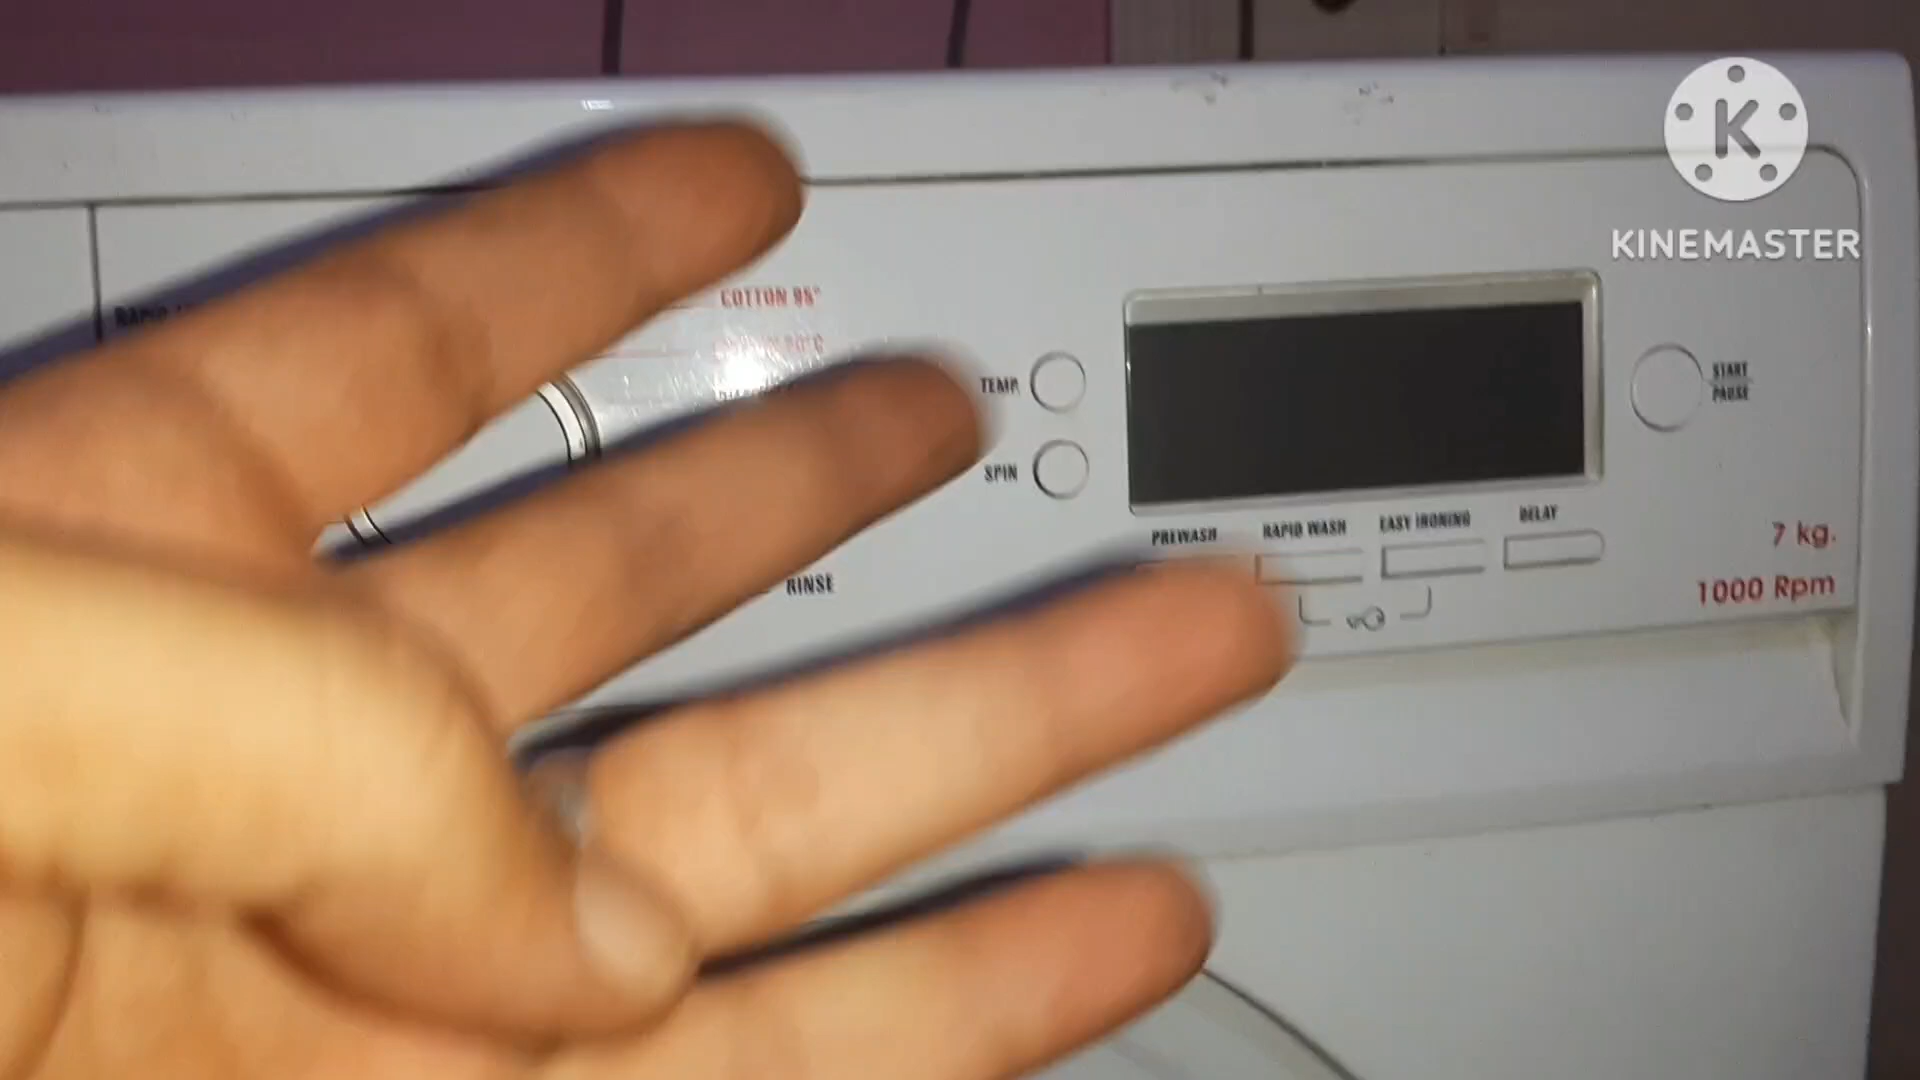 K
KINEMASTER
COTTON 95°
TEMP.
SPIN
START
PAUSE
PREWASH
RAPID WASH
EASY IRONING
DELAY
RINSE
7 kg.
1000 Rpm